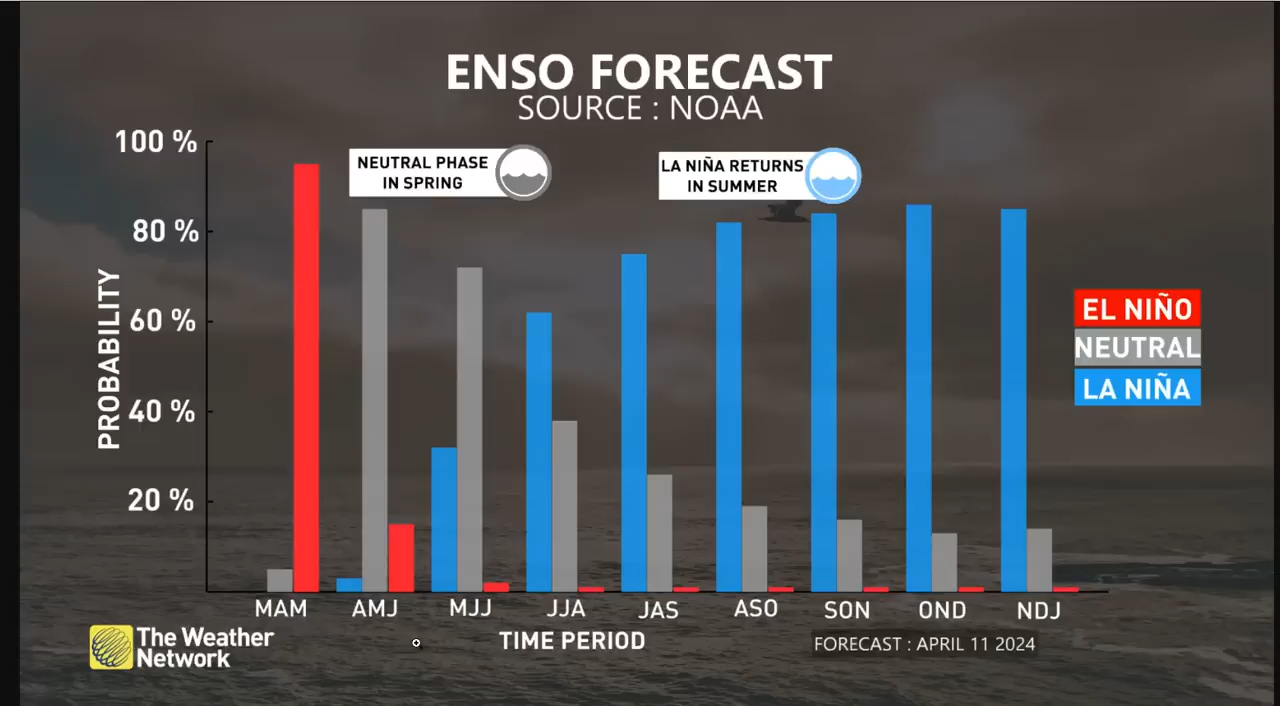 ENSO FORECAST
SOURCE : NOAA
100 %
80 %
60 %
40 %
20 %
PROBABILITY
NEUTRAL PHASE
IN SPRING
LA NIÑA RETURNS
IN SUMMER
EL NIÑO
NEUTRAL
LA NIÑA
MAM AMJ MJJ JJA JAS ASO SON OND NDJ
TIME PERIOD
The Weather
Network
FORECAST : APRIL 11 2024